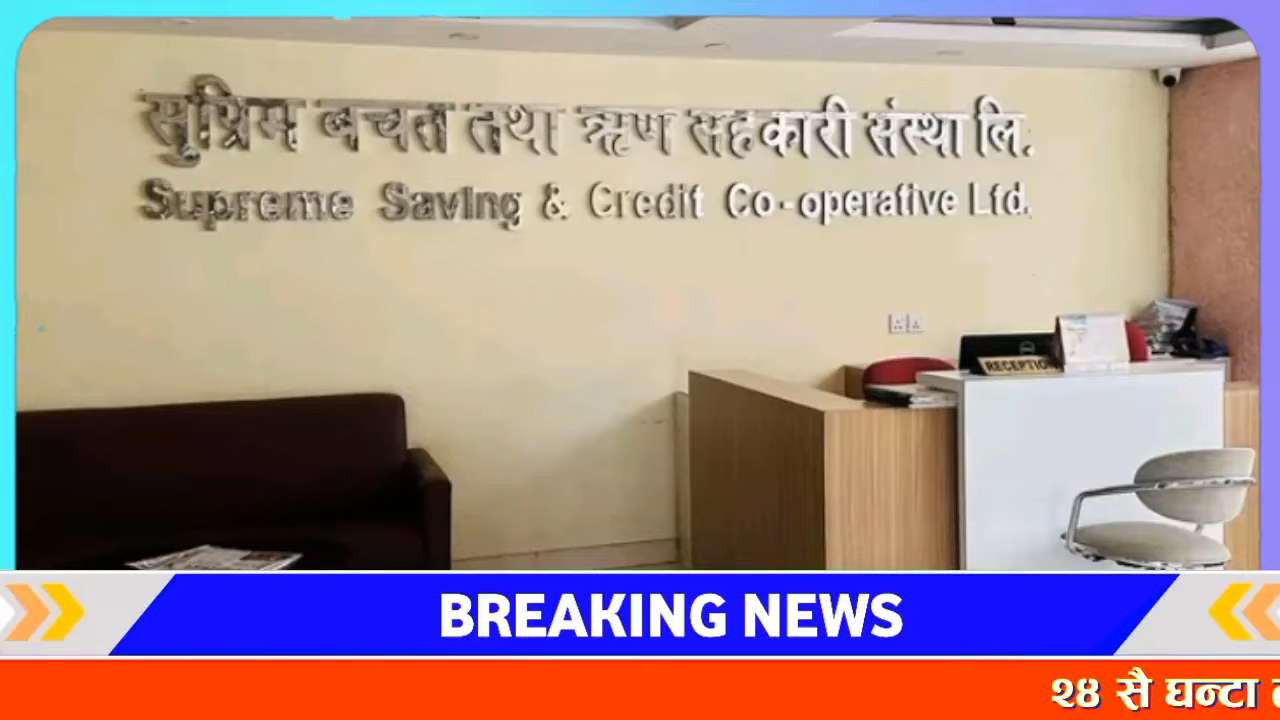 सुप्रिम बचत तथा ऋण सहकारी संस्था लि.
Supreme Saving & Credit Co-operative Ltd.
RECEPTION
BREAKING NEWS
२४ सै घन्टा